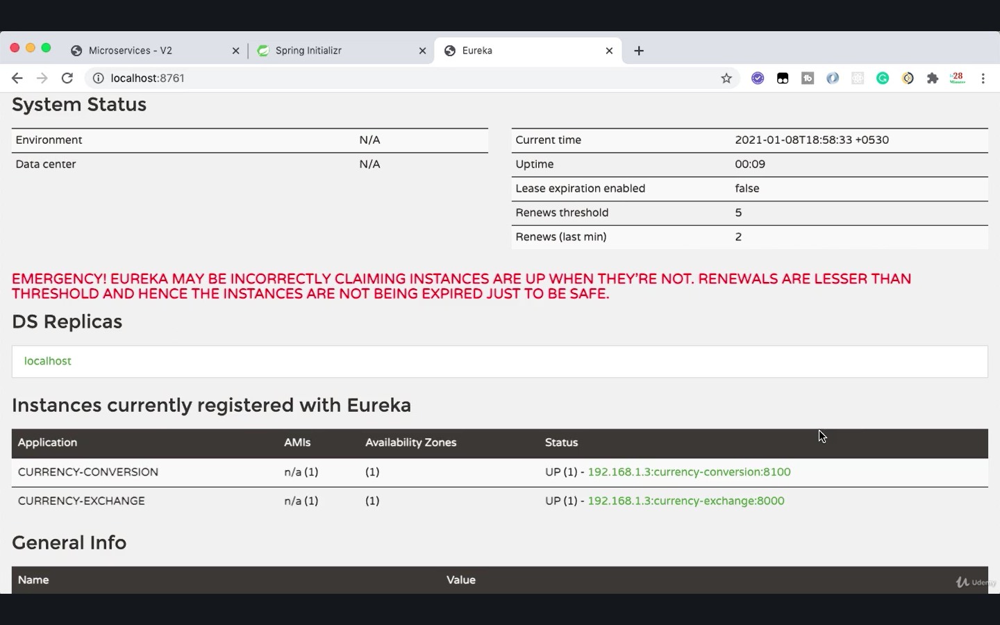 Microservices - V2
Spring Initializr
Eureka
localhost:8761
28
Minutes
System Status
Environment N/A
Data center N/A
Current time 2021-01-08T18:58:33 +0530
Uptime 00:09
Lease expiration enabled false
Renews threshold 5
Renews (last min) 2
EMERGENCY! EUREKA MAY BE INCORRECTLY CLAIMING INSTANCES ARE UP WHEN THEY'RE NOT. RENEWALS ARE LESSER THAN
THRESHOLD AND HENCE THE INSTANCES ARE NOT BEING EXPIRED JUST TO BE SAFE.
DS Replicas
localhost
Instances currently registered with Eureka
Application AMIs Availability Zones Status
CURRENCY-CONVERSION n/a (1) (1) UP (1) - 192.168.1.3:currency-conversion:8100
CURRENCY-EXCHANGE n/a (1) (1) UP (1) - 192.168.1.3:currency-exchange:8000
General Info
Name Value
Udemy